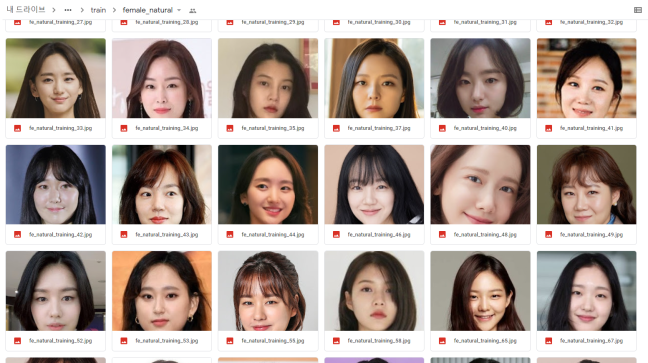 내 드라이브 > ••• > train > female_natural
fe_natural_training_27.jpg fe_natural_training_28.jpg fe_natural_training_29.jpg fe_natural_training_30.jpg fe_natural_training_31.jpg fe_natural_training_32.jpg
fe_natural_training_33.jpg fe_natural_training_34.jpg fe_natural_training_35.jpg fe_natural_training_37.jpg fe_natural_training_40.jpg fe_natural_training_41.jpg
fe_natural_training_42.jpg fe_natural_training_43.jpg fe_natural_training_44.jpg fe_natural_training_46.jpg fe_natural_training_48.jpg fe_natural_training_49.jpg
fe_natural_training_52.jpg fe_natural_training_53.jpg fe_natural_training_55.jpg fe_natural_training_58.jpg fe_natural_training_65.jpg fe_natural_training_67.jpg